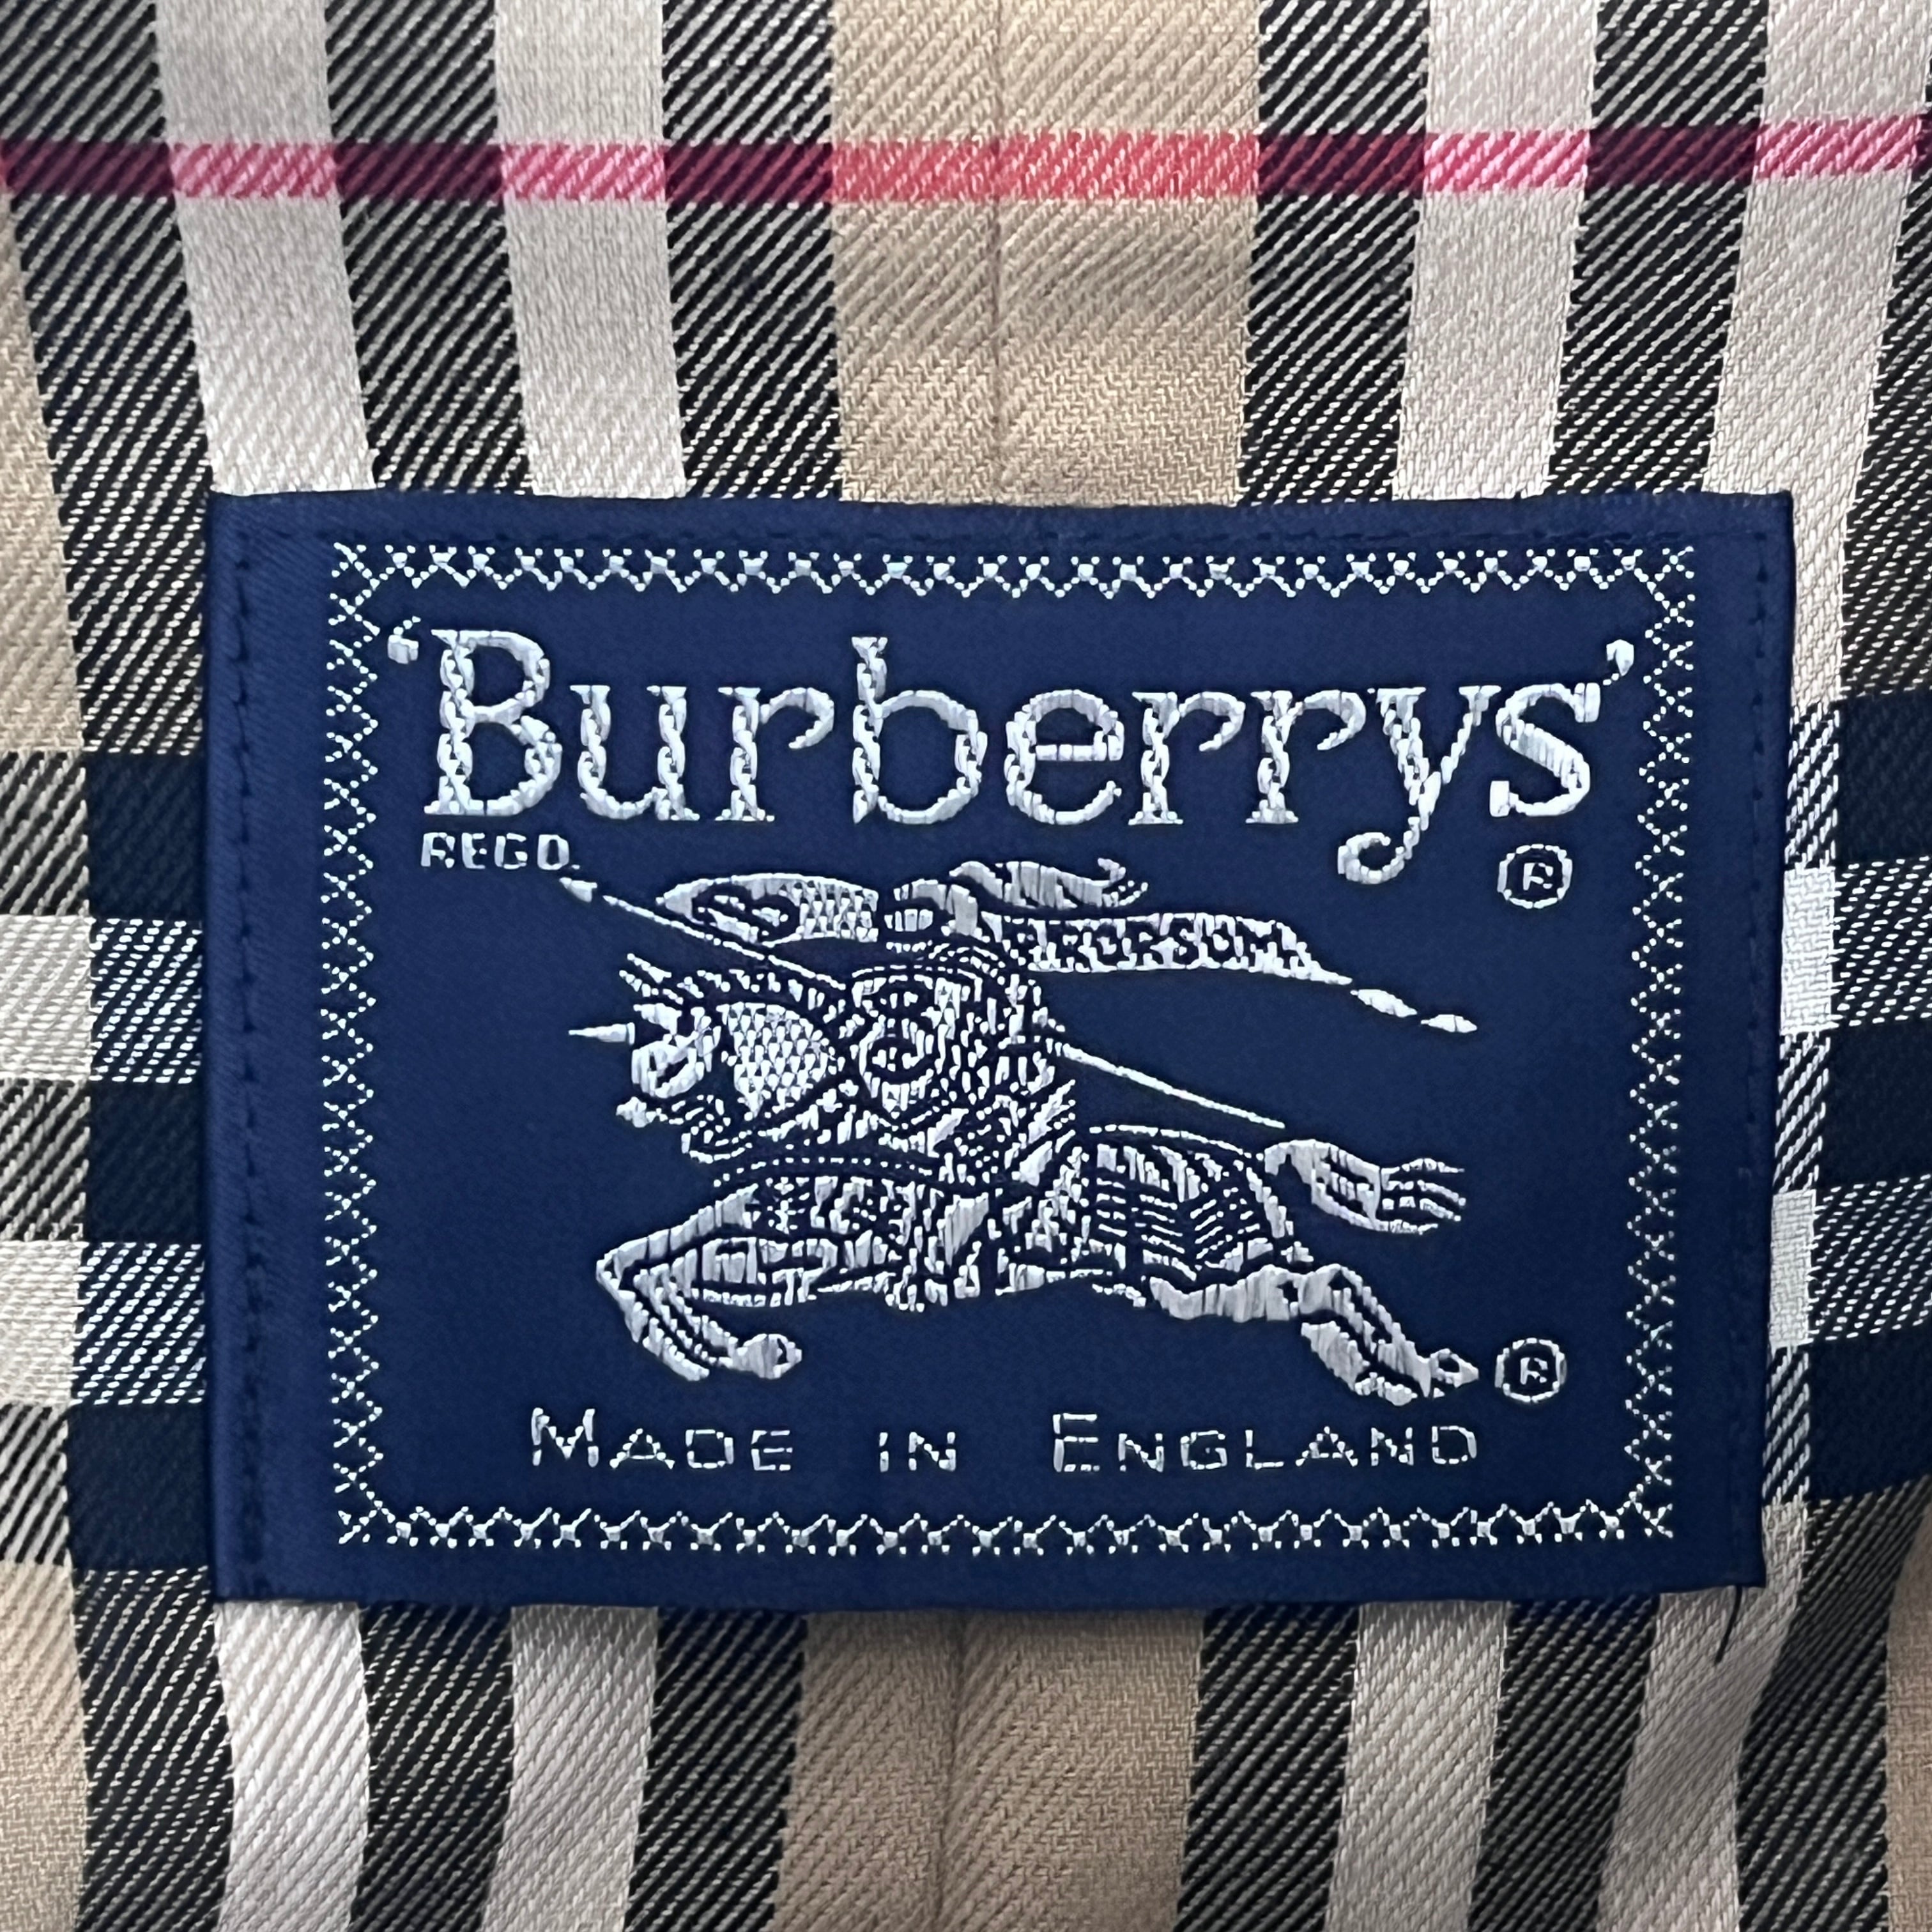 ‘Burberrys’
REGD. ®
PRORSUM
®
MADE IN ENGLAND